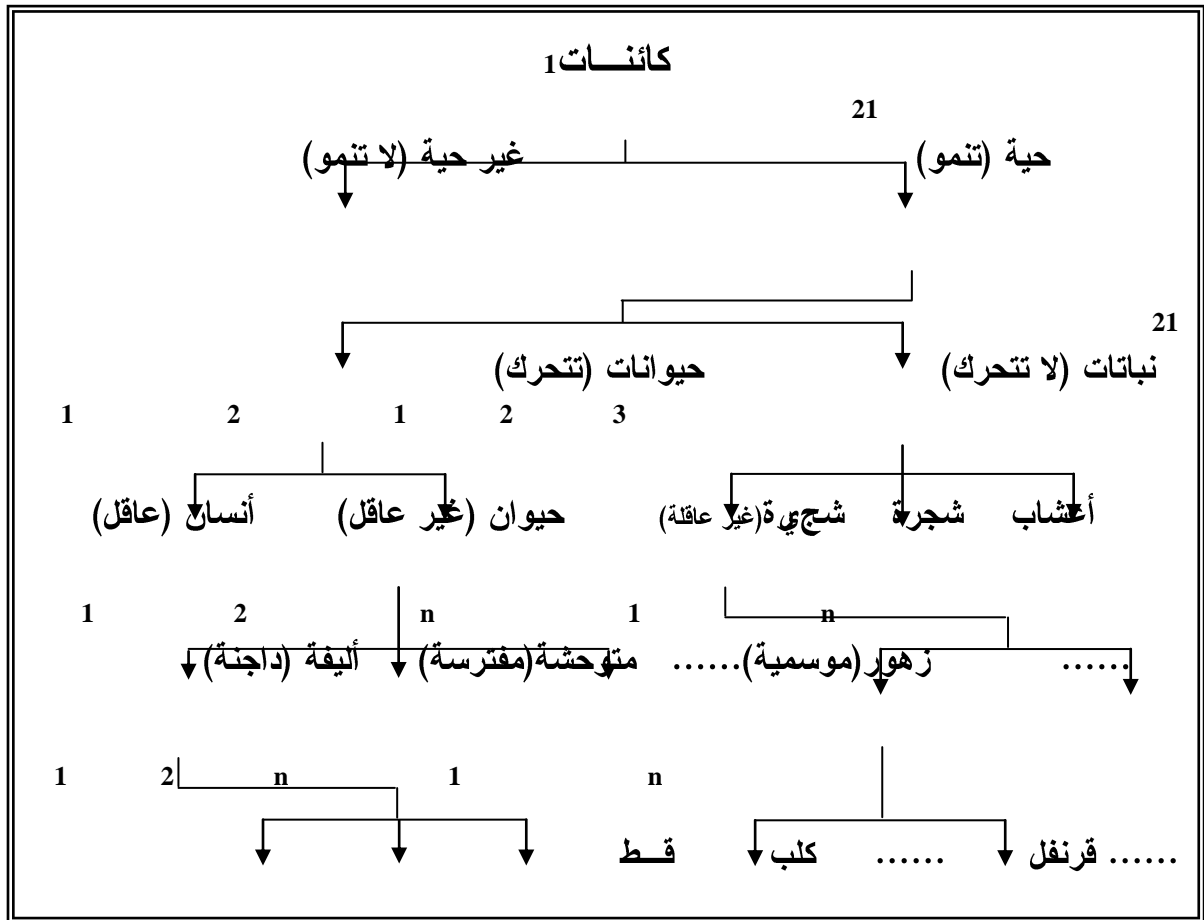 كائنــات1
21
حية (تنمو) غير حية (لا تنمو)
21
نباتات (لا تتحرك) حيوانات (تتحرك)
3 2 1 2 1
أعشاب شجرة شجيرة (غير عاقلة) حيوان (غير عاقل) أنسان (عاقل)
n 1 n 2 1
...... زهور(موسمية)...... متوحشة(مفترسة) أليفة (داجنة)
n 1 n 2 1
...... قرنفل ...... كلب قــط